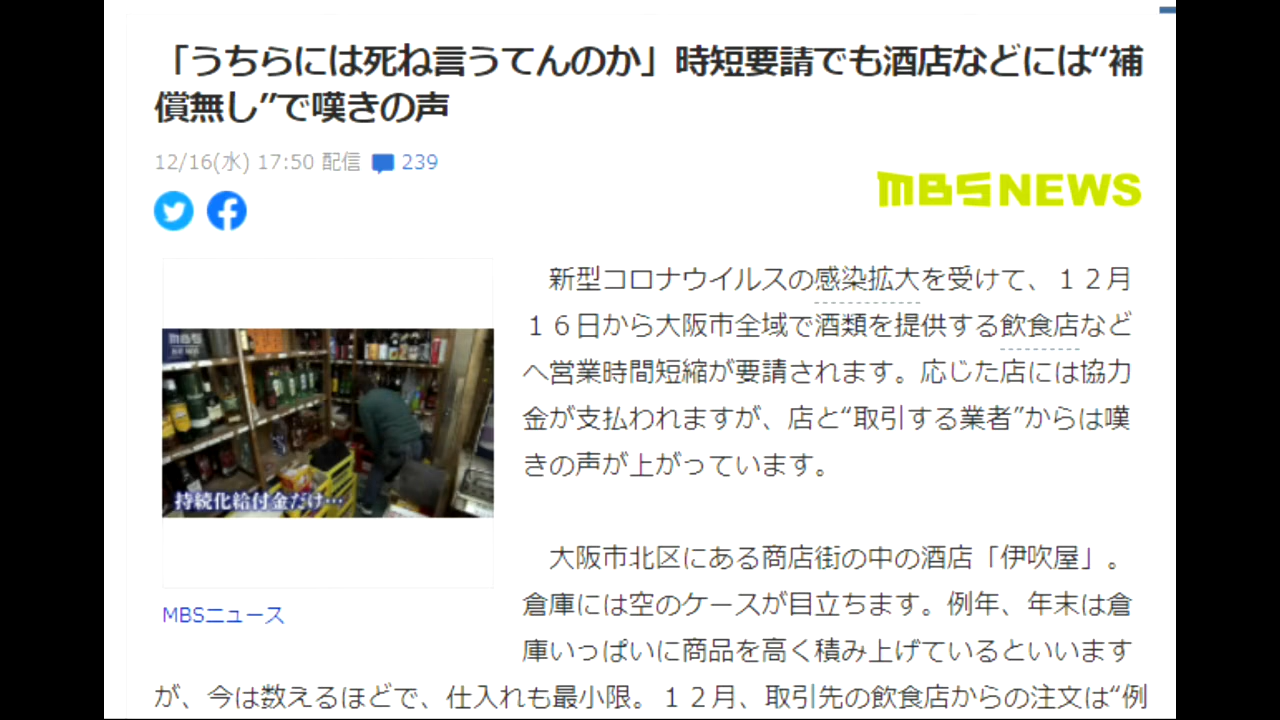 「うちらには死ね言うてんのか」時短要請でも酒店などには“補
償無し”で嘆きの声
12/16(水) 17:50 配信 239
MBS NEWS
新型コロナウイルスの感染拡大を受けて、１２月
１６日から大阪市全域で酒類を提供する飲食店など
へ営業時間短縮が要請されます。応じた店には協力
金が支払われますが、店と“取引する業者”からは嘆
きの声が上がっています。
MBS
持続化給付金だけ…
MBSニュース
大阪市北区にある商店街の中の酒店「伊吹屋」。
倉庫には空のケースが目立ちます。例年、年末は倉
庫いっぱいに商品を高く積み上げているといいます
が、今は数えるほどで、仕入れも最小限。１２月、取引先の飲食店からの注文は“例